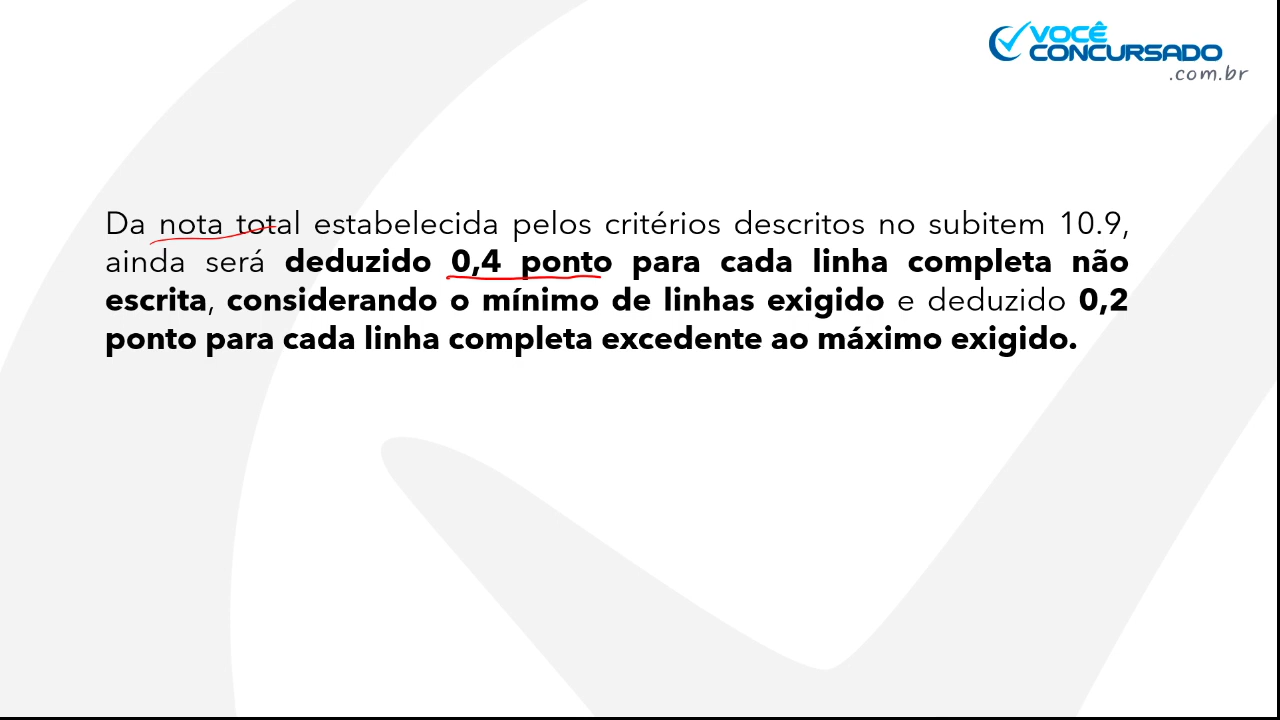 VOCÊ
CONCURSADO
.com.br
Da nota total estabelecida pelos critérios descritos no subitem 10.9,
ainda será deduzido 0,4 ponto para cada linha completa não
escrita, considerando o mínimo de linhas exigido e deduzido 0,2
ponto para cada linha completa excedente ao máximo exigido.